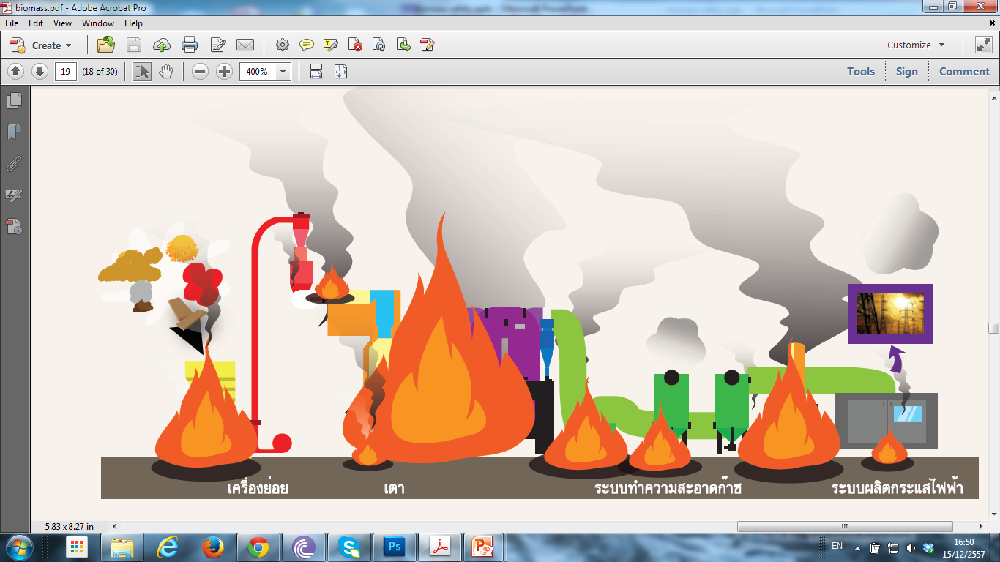 biomass.pdf - Adobe Acrobat Pro
File Edit View Window Help
Create Customize
19 (18 of 30) 400% Tools Sign Comment
เครื่องย่อย เตา ระบบทำความสะอาดก๊าซ ระบบผลิตกระแสไฟฟ้า
5.83 x 8.27 in
EN 16:50
15/12/2557